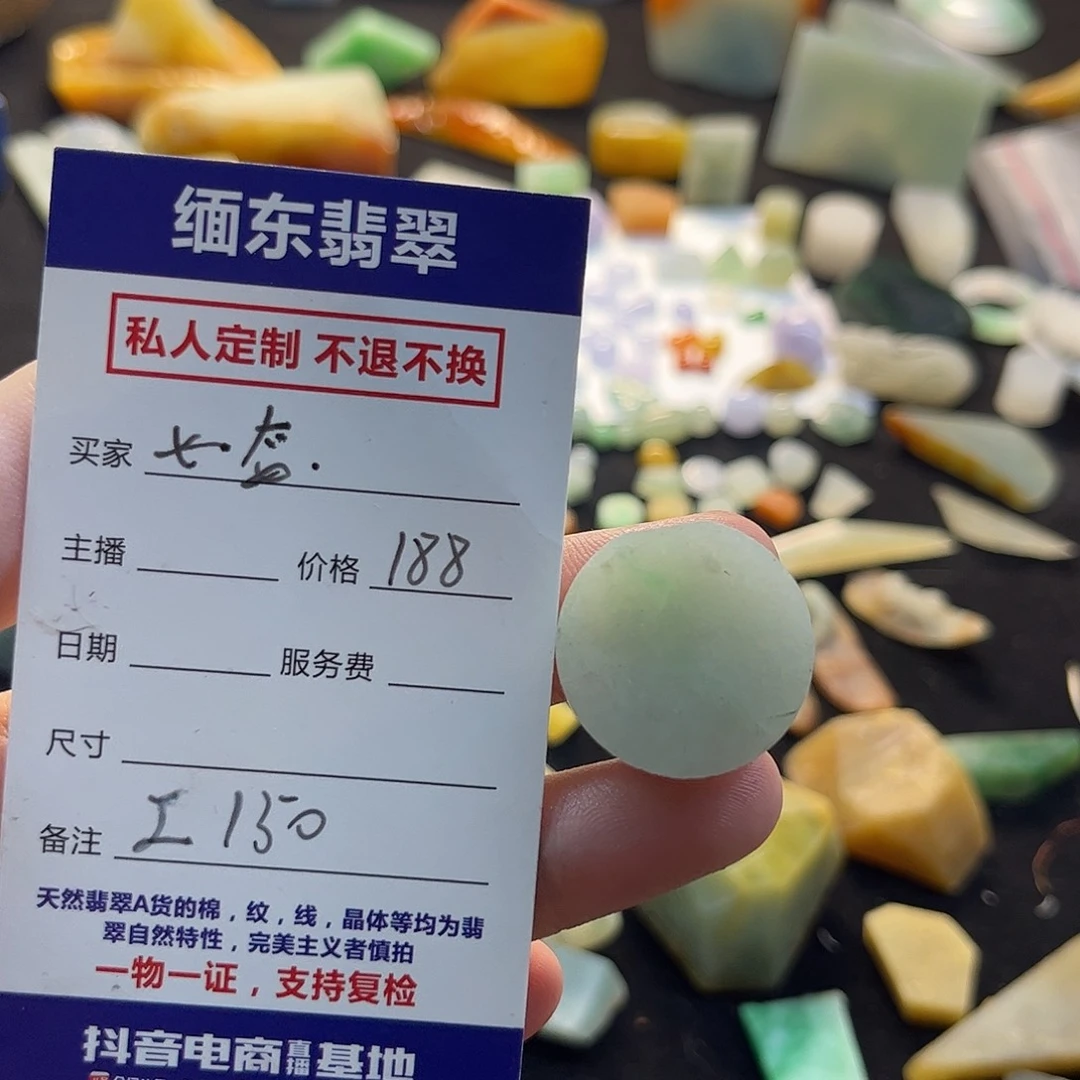 缅东翡翠
私人定制 不退不换
买家
主播 价格 188
日期 服务费
尺寸
备注 工 150
天然翡翠A货的棉，纹，线，晶体等均为翡
翠自然特性，完美主义者慎拍
一物一证，支持复检
抖音电商直播基地